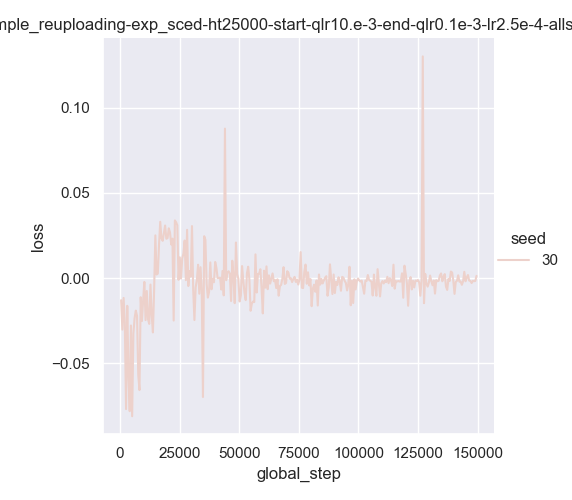 mple_reuploading-exp_sced-ht25000-start-qlr10.e-3-end-qlr0.1e-3-lr2.5e-4-alls
0.10
0.05
0.00
−0.05
loss
0 25000 50000 75000 100000 125000 150000
global_step
seed
30